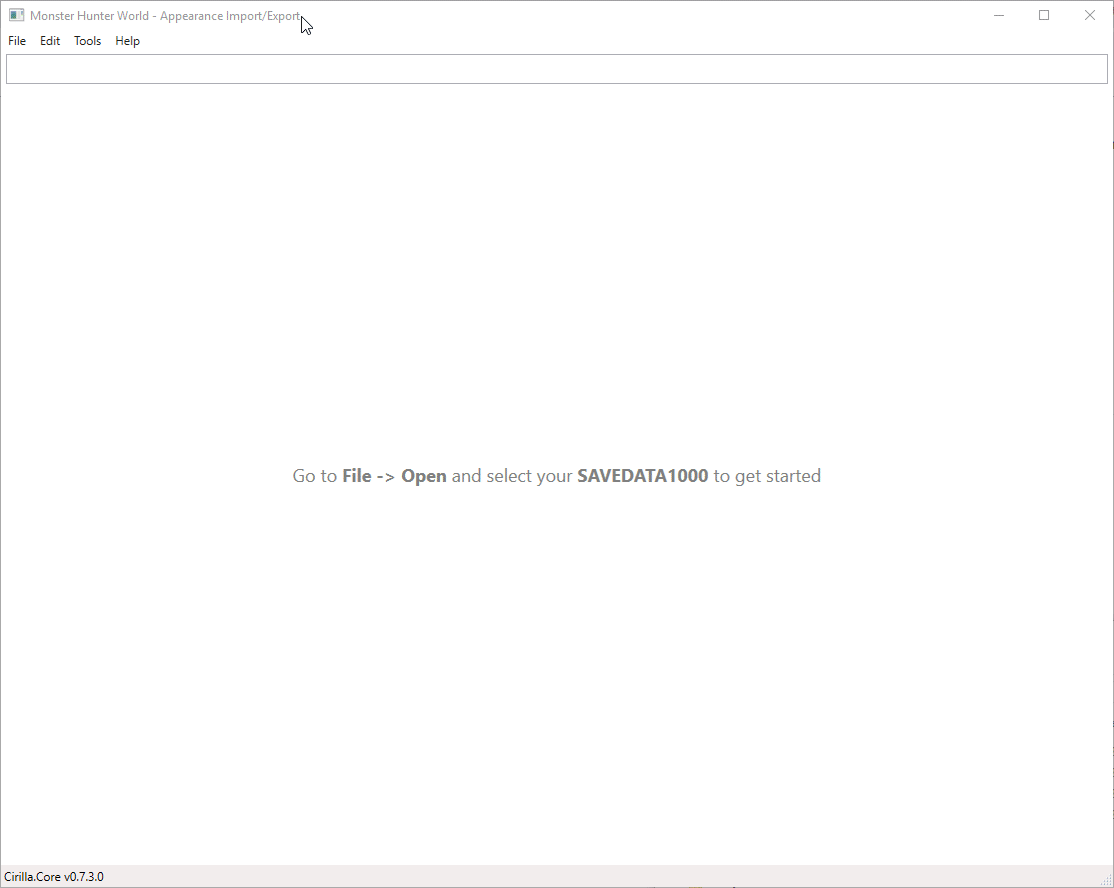 Monster Hunter World - Appearance Import/Export
File Edit Tools Help
Go to File -> Open and select your SAVEDATA1000 to get started
Cirilla.Core v0.7.3.0